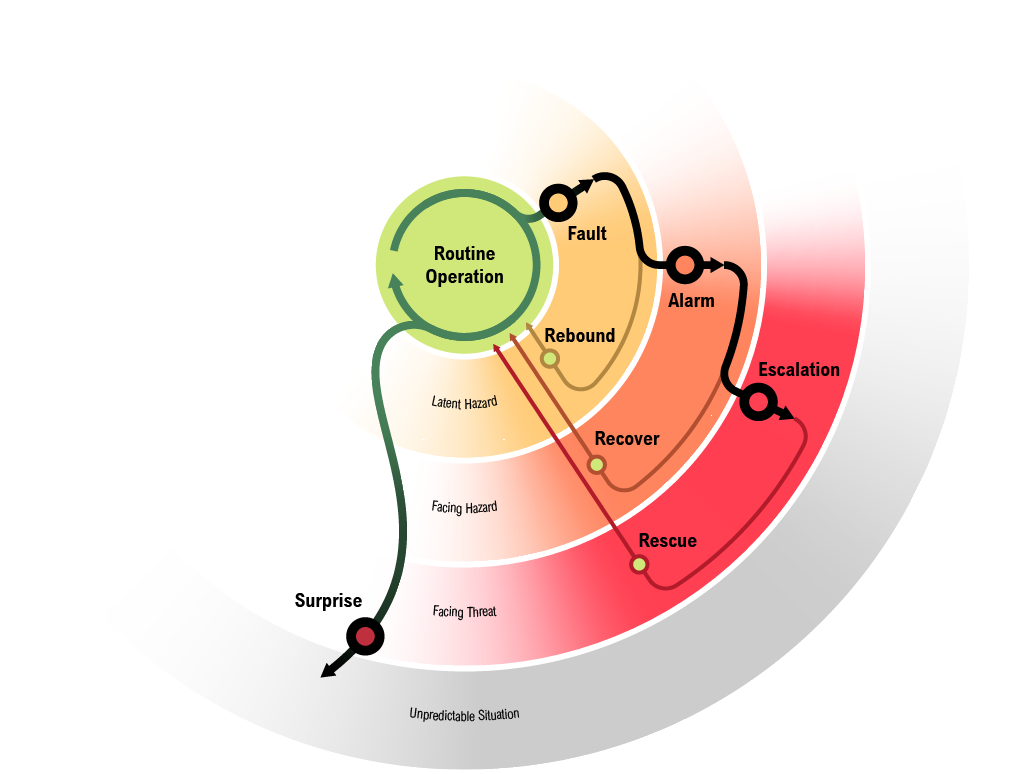 Routine
Operation
Fault
Alarm
Rebound
Escalation
Latent Hazard
Recover
Facing Hazard
Rescue
Surprise
Facing Threat
Unpredictable Situation